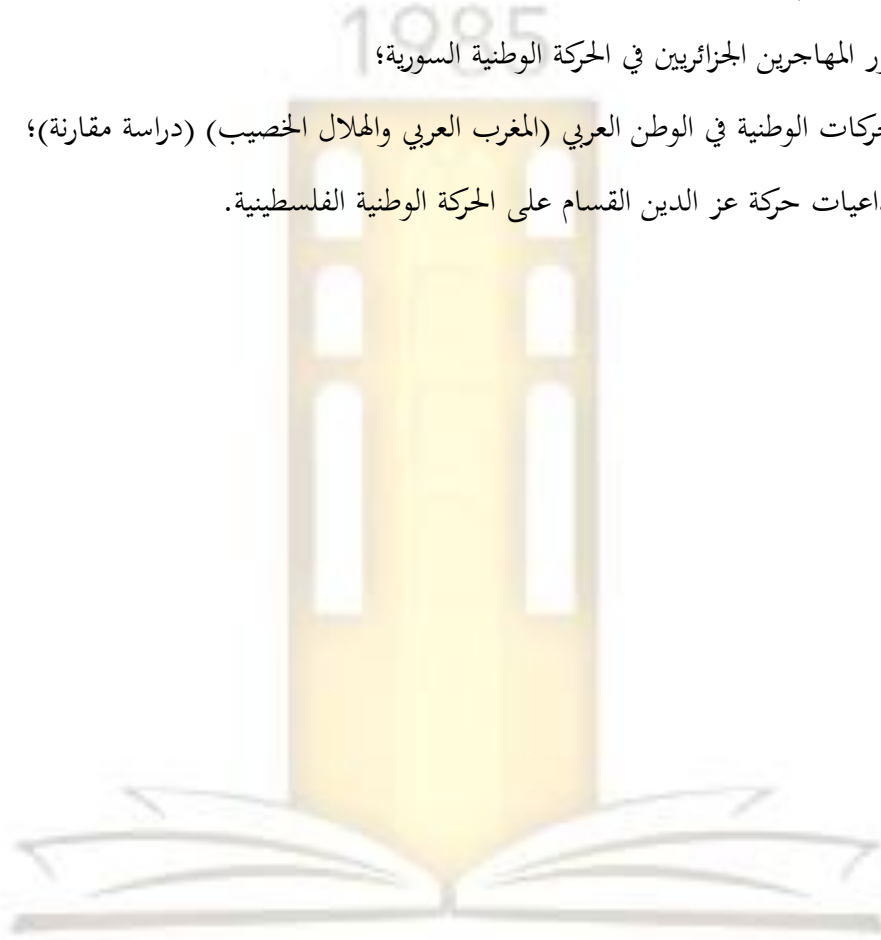 1985
المهاجرين الجزائريين في الحركة الوطنية السورية؛
في الوطن العربي (المغرب العربي والهلال الخصيب) (دراسة مقارنة)؛
حركة عز الدين القسام على الحركة الوطنية الفلسطينية.